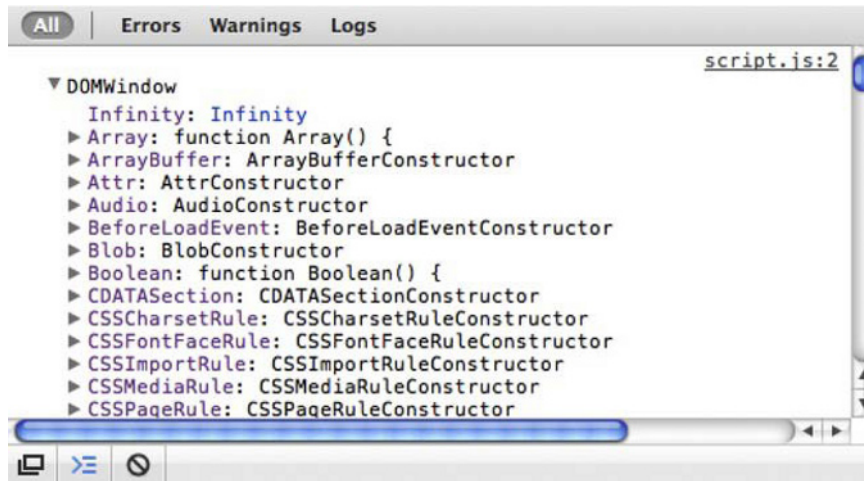 All Errors Warnings Logs
script.js:2
DOMWindow
Infinity: Infinity
Array: function Array() {
ArrayBuffer: ArrayBufferConstructor
Attr: AttrConstructor
Audio: AudioConstructor
BeforeLoadEvent: BeforeLoadEventConstructor
Blob: BlobConstructor
Boolean: function Boolean() {
CDATASection: CDATASectionConstructor
CSSCharsetRule: CSSCharsetRuleConstructor
CSSFontFaceRule: CSSFontFaceRuleConstructor
CSSImportRule: CSSImportRuleConstructor
CSSMediaRule: CSSMediaRuleConstructor
CSSPageRule: CSSPageRuleConstructor